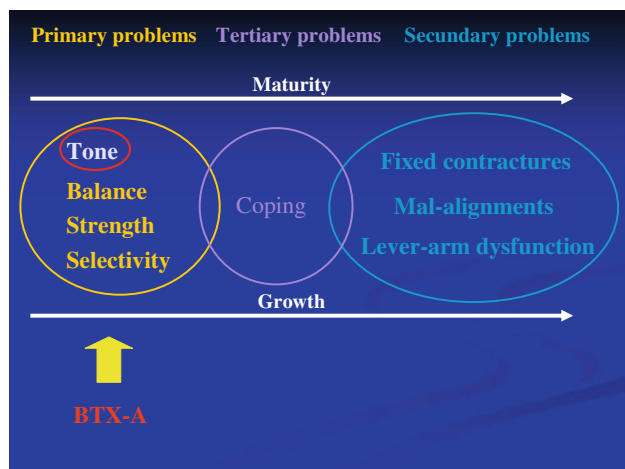 Primary problems Tertiary problems Secundary problems
Maturity
Tone
Balance
Strength
Selectivity
Coping
Fixed contractures
Mal-alignments
Lever-arm dysfunction
Growth
BTX-A